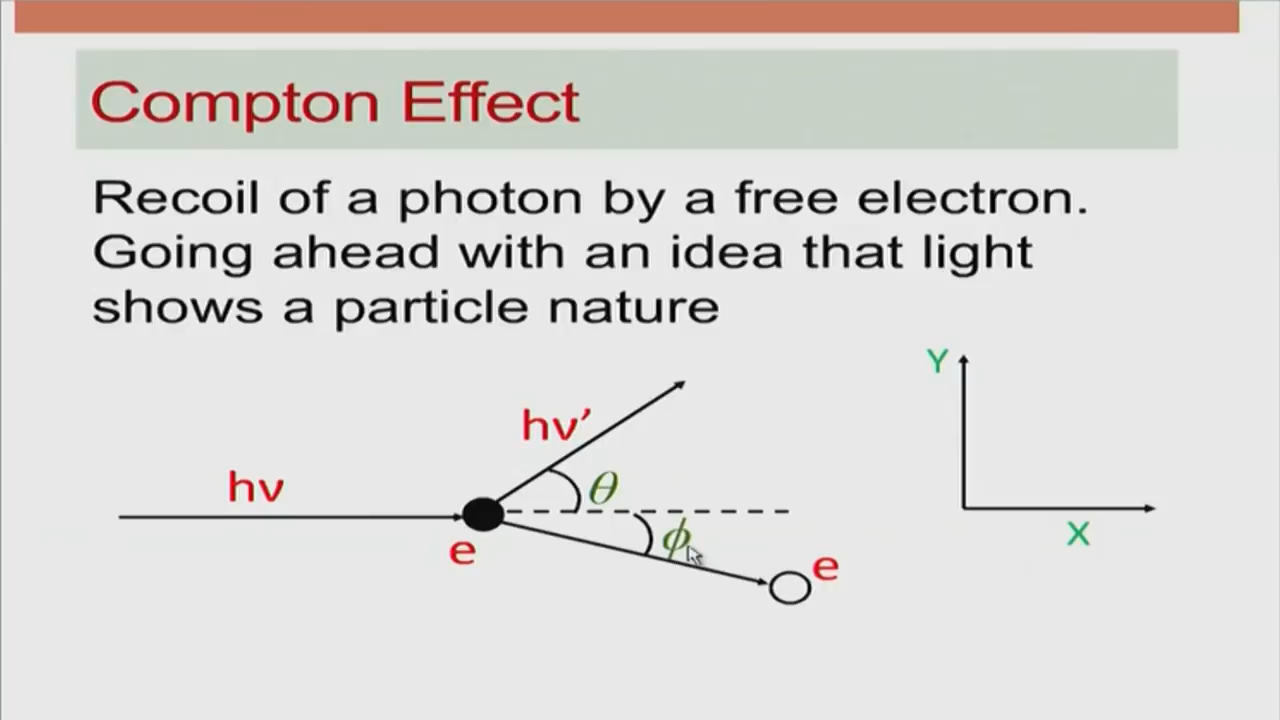 Compton Effect
Recoil of a photon by a free electron.
Going ahead with an idea that light
shows a particle nature
Y
hν’
hν
θ
ϕ
X
e
e